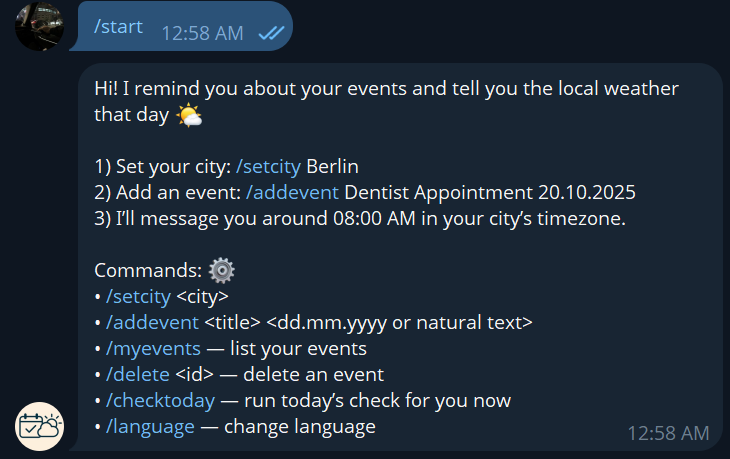 /start 12:58 AM
Hi! I remind you about your events and tell you the local weather
that day 🌤️
1) Set your city: /setcity Berlin
2) Add an event: /addevent Dentist Appointment 20.10.2025
3) I’ll message you around 08:00 AM in your city’s timezone.
Commands: ⚙️
• /setcity <city>
• /addevent <title> <dd.mm.yyyy or natural text>
• /myevents — list your events
• /delete <id> — delete an event
• /checktoday — run today’s check for you now
• /language — change language
12:58 AM